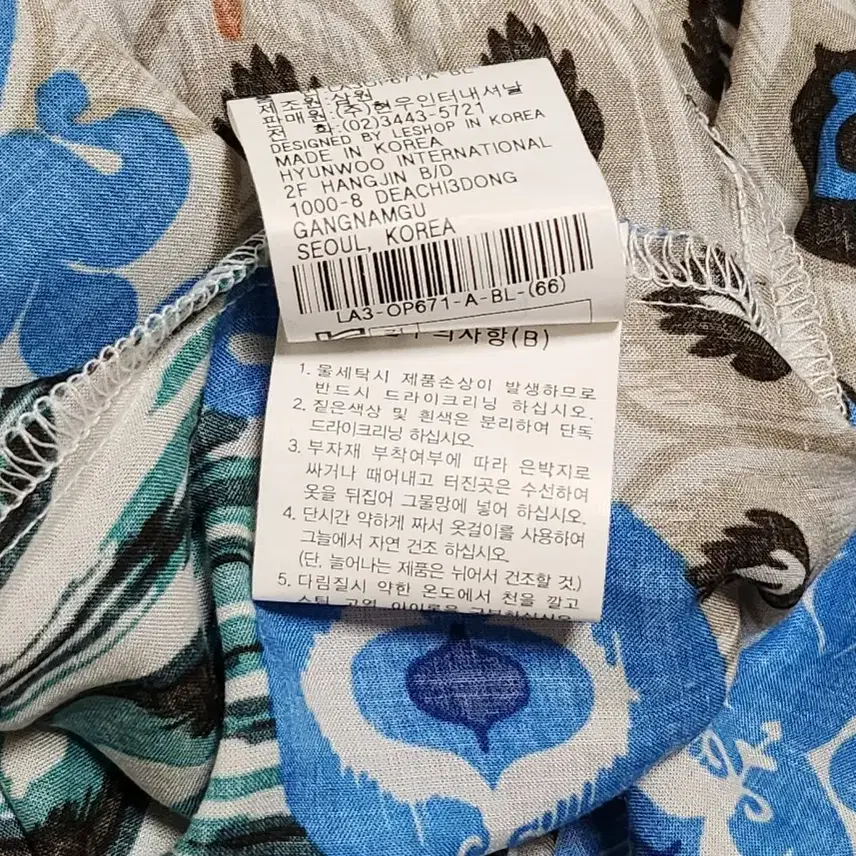 제조원:삼원
판매원:(주)현우인터내셔날
전 화:(02)3443-5721
DESIGNED BY LESHOP IN KOREA
MADE IN KOREA
HYUNWOO INTERNATIONAL
2F HANGJIN B/D
1000-8 DEACHI3DONG
GANGNAMGU
SEOUL, KOREA
LA3-OP671-A-BL-(66)
의사항(B)
1. 물세탁시 제품손상이 발생하므로
반드시 드라이크리닝 하십시오.
2. 짙은색상 및 흰색은 분리하여 단독
드라이크리닝 하십시오
3. 부자재 부착여부에 따라 은박지로
싸거나 때어내고 터진곳은 수선하여
옷을 뒤집어 그물망에 넣어 하십시오.
4. 단시간 약하게 짜서 옷걸이를 사용하여
그늘에서 자연 건조 하십시오
(단, 늘어나는 제품은 뉘어서 건조할 것.)
5. 다림질시 약한 온도에서 천을 깔고